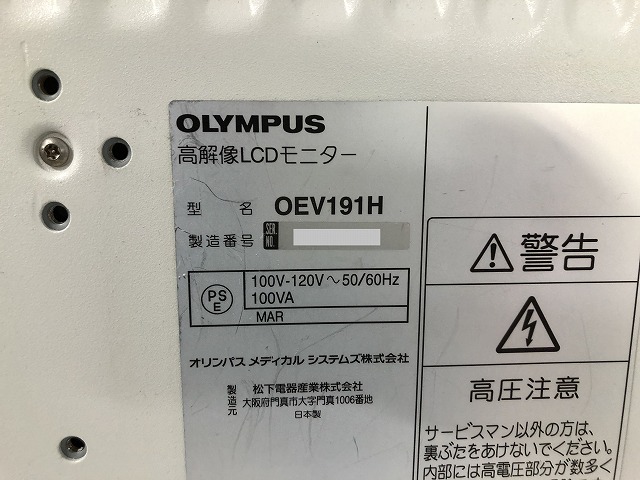 OLYMPUS
高解像LCDモニター
型 名 OEV191H
製造番号 SER. NO.
PS E
100V-120V～50/60Hz
100VA
MAR
オリンパス メディカル システムズ株式会社
製造元
松下電器産業株式会社
大阪府門真市大字門真1006番地
日本製
警告
高圧注意
サービスマン以外の方は、
裏ぶたをあけないでください。
内部には高電圧部分が数多く